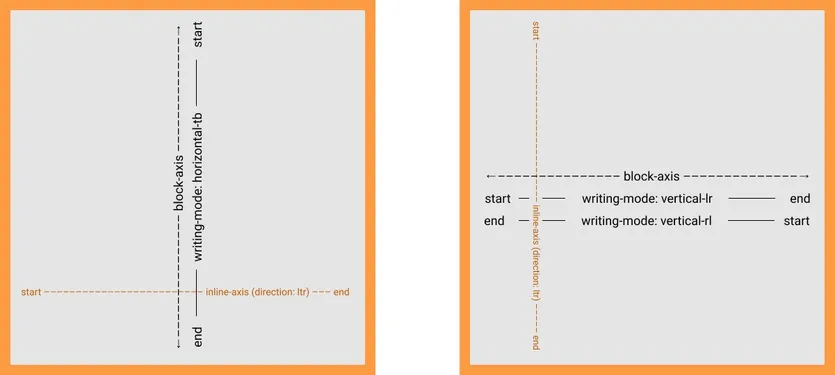 start
block-axis
writing-mode: horizontal-tb
start inline-axis (direction: ltr) end
end
start
block-axis
start writing-mode: vertical-lr end
end writing-mode: vertical-rl start
inline-axis (direction: ltr)
end